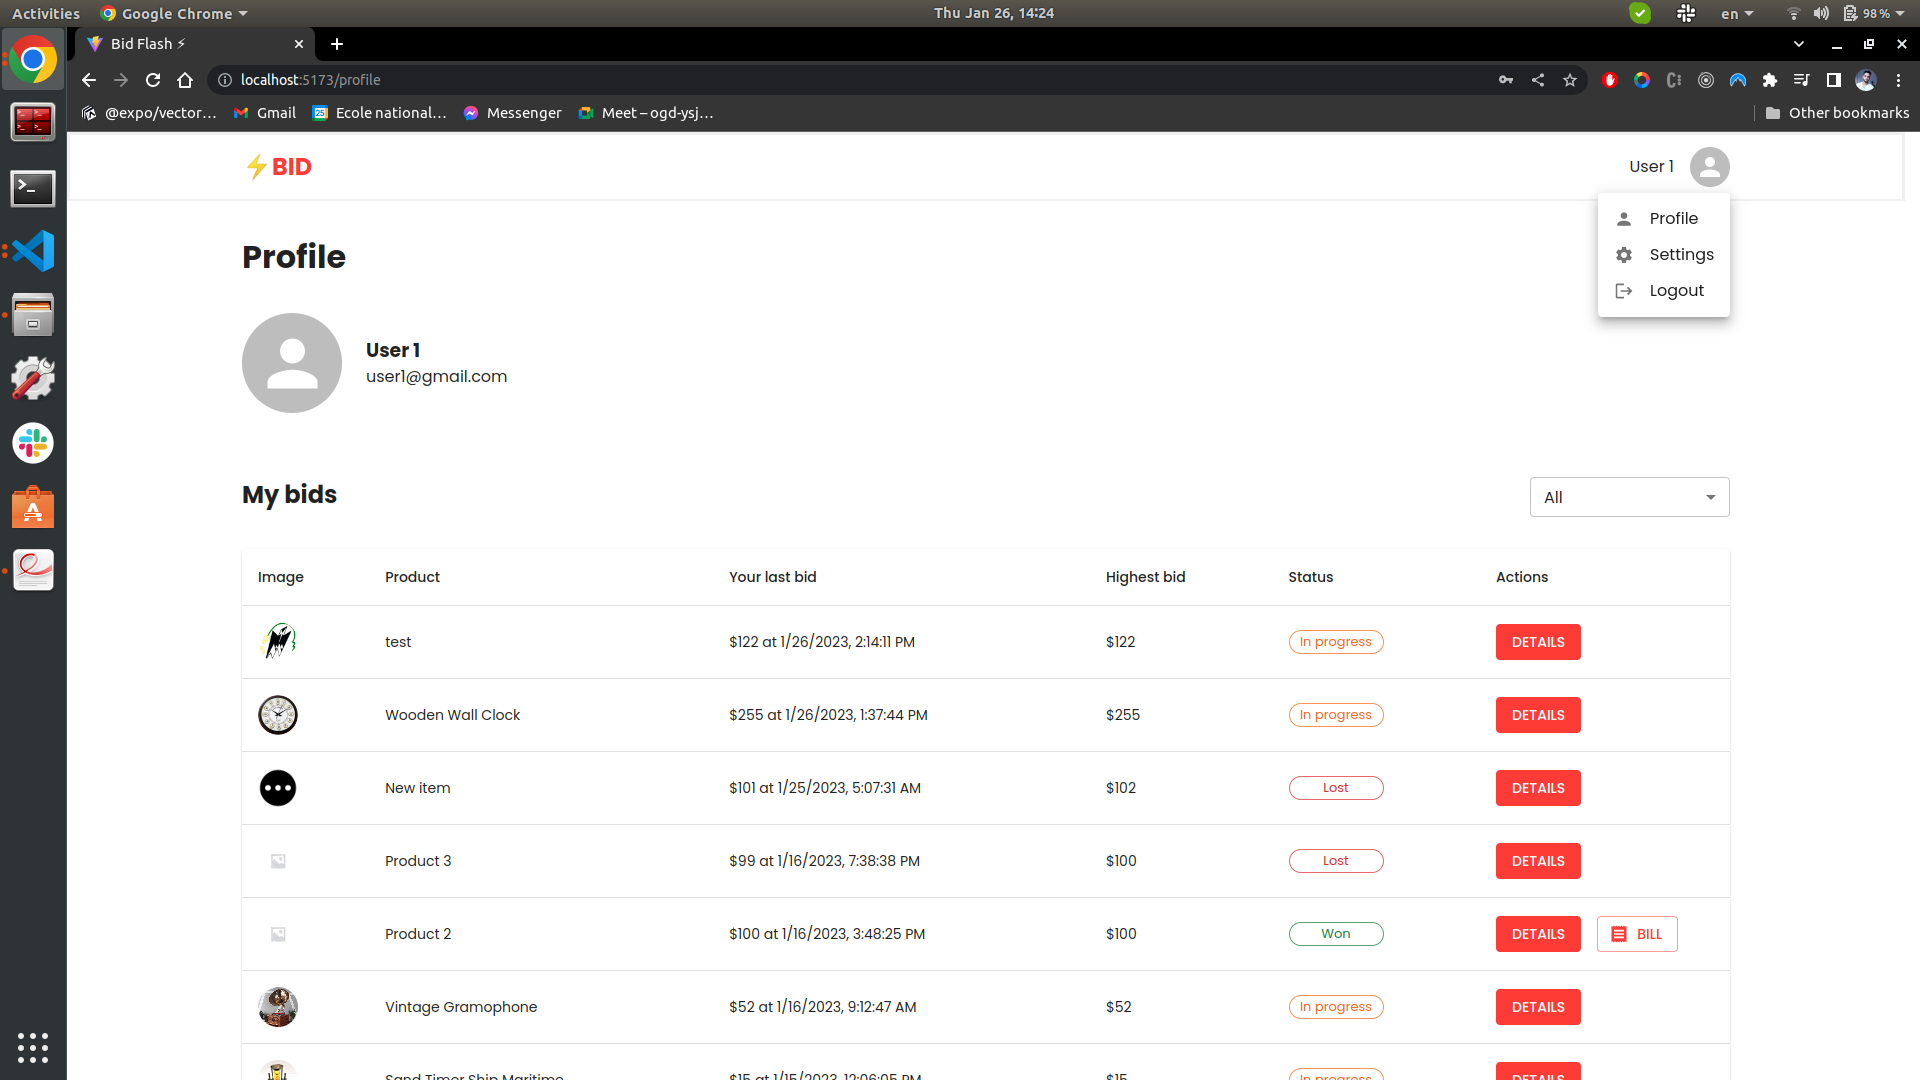 Activities Google Chrome Thu Jan 26, 14:24 en 98%
Bid Flash ⚡
localhost:5173/profile
@expo/vector... Gmail 25 Ecole national... Messenger Meet – ogd-ysj... Other bookmarks
⚡BID User 1
Profile
Settings
Logout
Profile
User 1
user1@gmail.com
My bids All
Image Product Your last bid Highest bid Status Actions
test $122 at 1/26/2023, 2:14:11 PM $122 In progress DETAILS
Wooden Wall Clock $255 at 1/26/2023, 1:37:44 PM $255 In progress DETAILS
New item $101 at 1/25/2023, 5:07:31 AM $102 Lost DETAILS
Product 3 $99 at 1/16/2023, 7:38:38 PM $100 Lost DETAILS
Product 2 $100 at 1/16/2023, 3:48:25 PM $100 Won DETAILS BILL
Vintage Gramophone $52 at 1/16/2023, 9:12:47 AM $52 In progress DETAILS
Sand Timer Ship Maritime $15 at 1/15/2023, 12:06:05 PM $15 In progress DETAILS